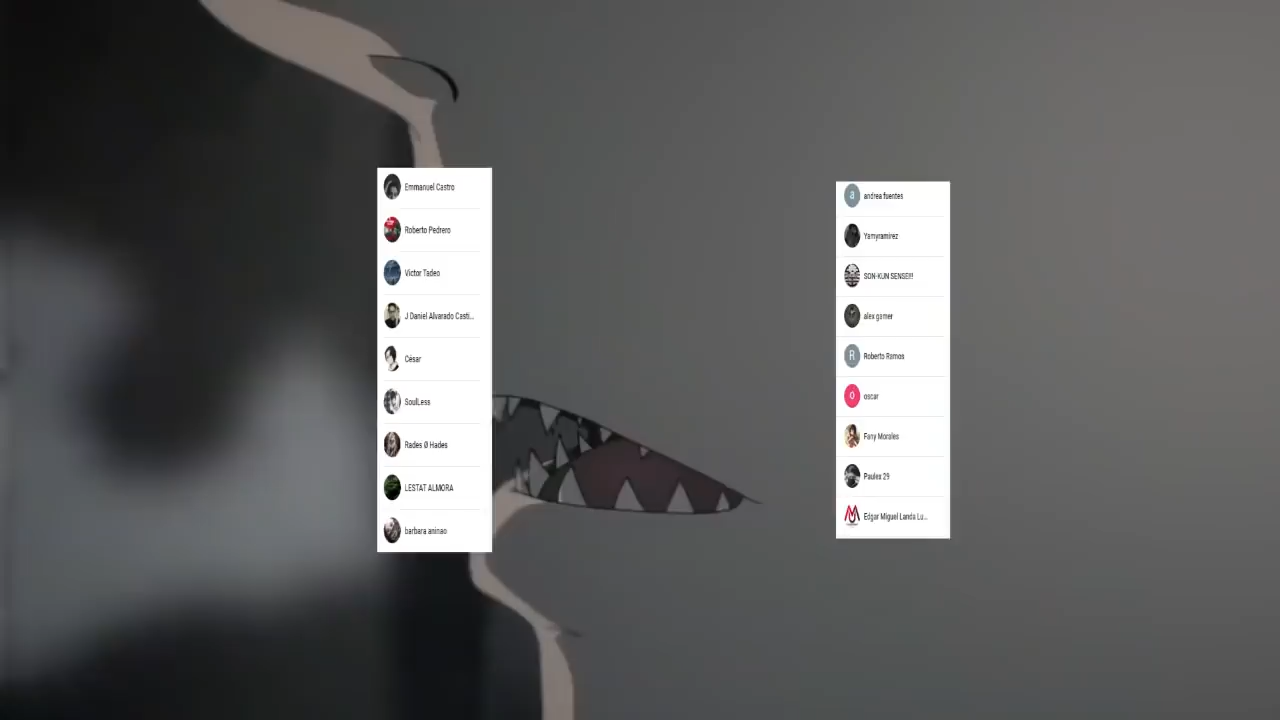 Emmanuel Castro
Roberto Pedrero
Victor Tadeo
J Daniel Alvarado Casti...
César
SoulLess
Rades Ø Hades
LESTAT ALMORA
barbara aninao
a
andrea fuentes
Yamyramirez
SON-KUN SENSE!!!
alex gamer
R
Roberto Ramos
O
oscar
Fany Morales
Paulex 29
Edgar Miguel Landa Lu...